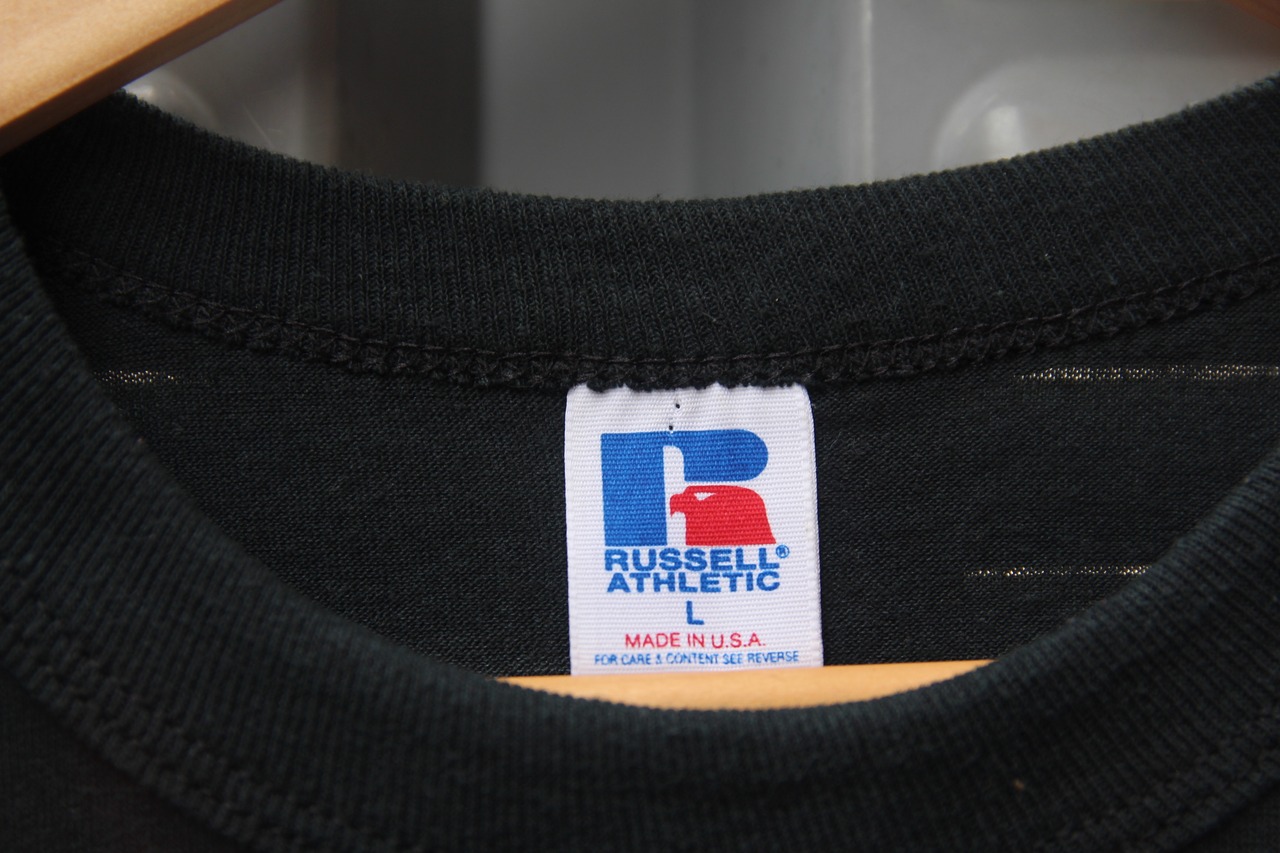 RUSSELL®
ATHLETIC
L
MADE IN U.S.A.
FOR CARE & CONTENT SEE REVERSE